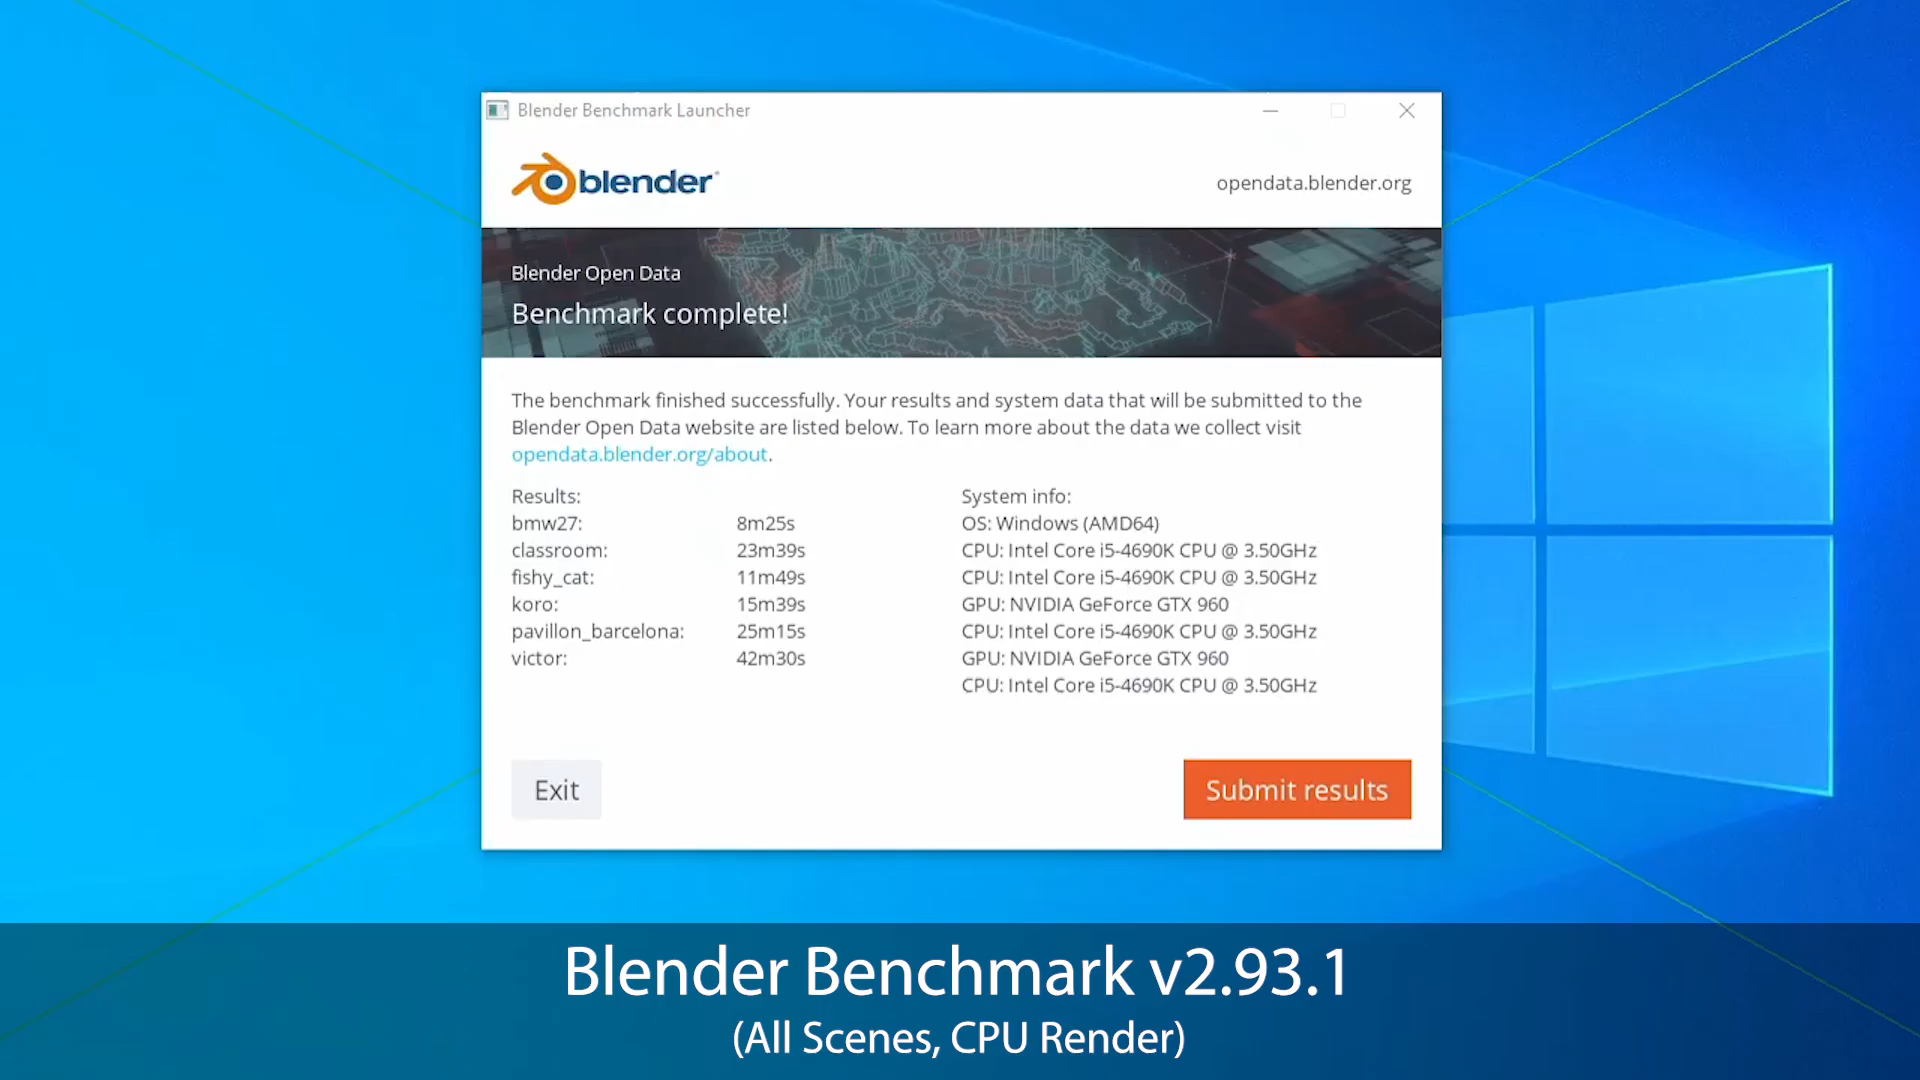 Blender Benchmark Launcher
blender
opendata.blender.org
Blender Open Data
Benchmark complete!
The benchmark finished successfully. Your results and system data that will be submitted to the
Blender Open Data website are listed below. To learn more about the data we collect visit
opendata.blender.org/about.
Results:
bmw27: 8m25s
classroom: 23m39s
fishy_cat: 11m49s
koro: 15m39s
pavillon_barcelona: 25m15s
victor: 42m30s
System info:
OS: Windows (AMD64)
CPU: Intel Core i5-4690K CPU @ 3.50GHz
CPU: Intel Core i5-4690K CPU @ 3.50GHz
GPU: NVIDIA GeForce GTX 960
CPU: Intel Core i5-4690K CPU @ 3.50GHz
GPU: NVIDIA GeForce GTX 960
CPU: Intel Core i5-4690K CPU @ 3.50GHz
Exit
Submit results
Blender Benchmark v2.93.1
(All Scenes, CPU Render)